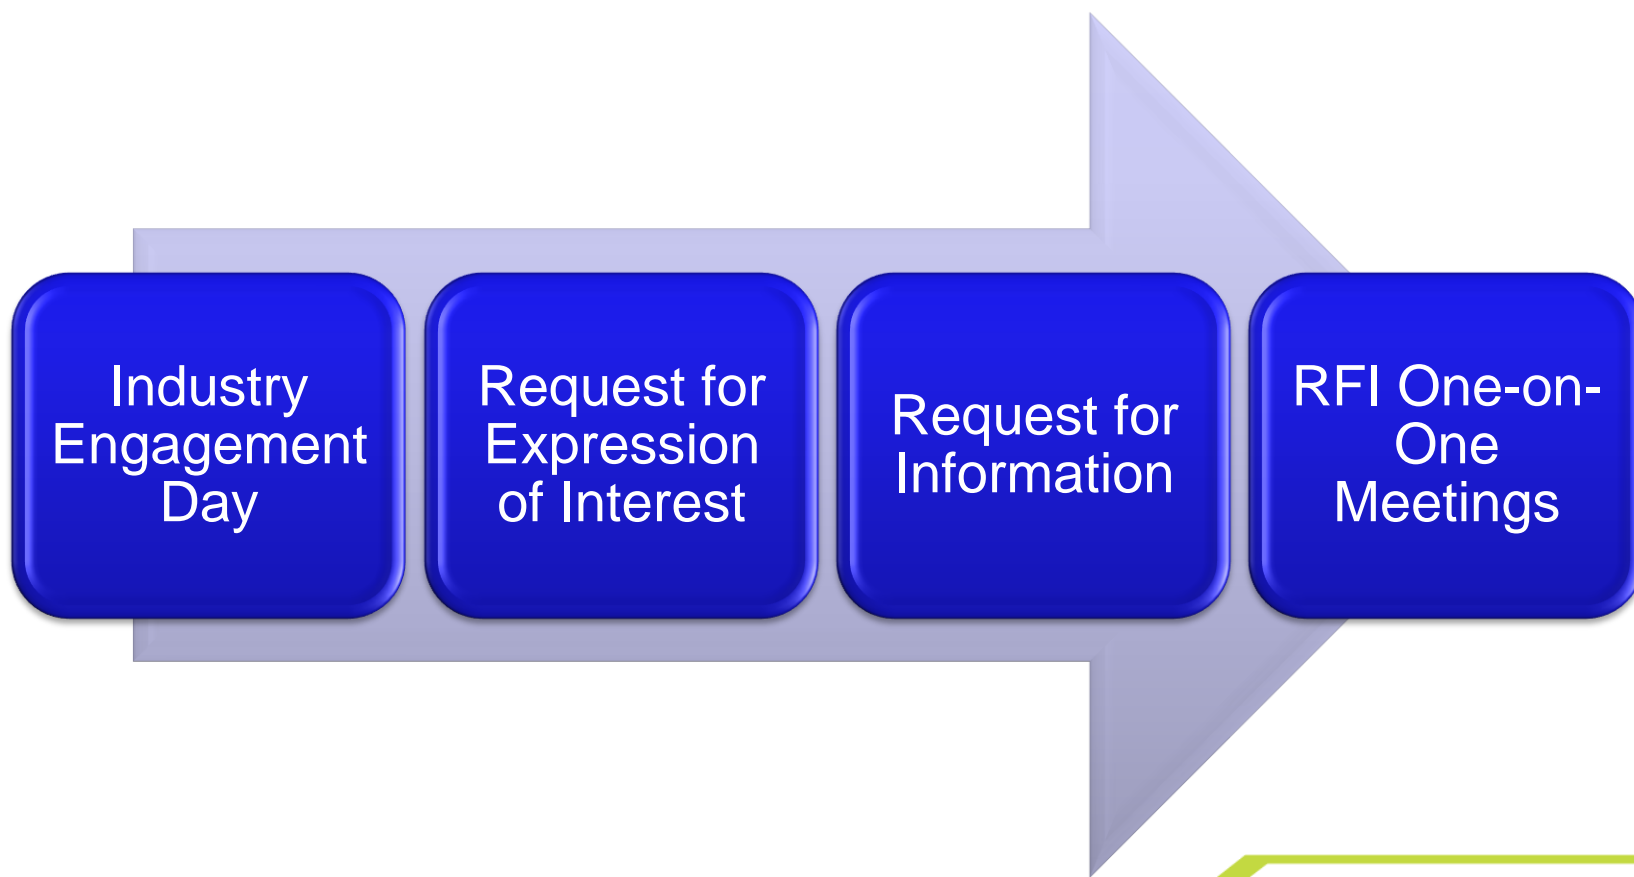 Industry
Engagement
Day
Request for
Expression
of Interest
Request for
Information
RFI One-on-
One
Meetings